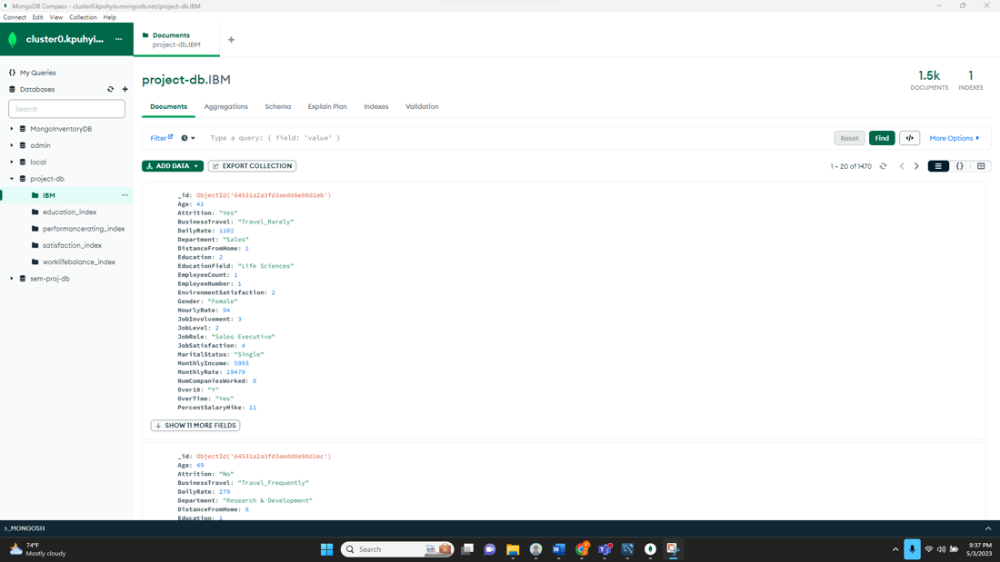 MongoDB Compass - cluster0.kpuhyio.mongodb.net/project-db.IBM
Connect Edit View Collection Help
cluster0.kpuhyi... ...
Documents
project-db.IBM
+
{} My Queries
Databases
Search
MongoInventoryDB
admin
local
project-db
IBM ...
education_index
performancerating_index
satisfaction_index
worklifebalance_index
sem-proj-db
project-db.IBM
1.5k
DOCUMENTS
1
INDEXES
Documents Aggregations Schema Explain Plan Indexes Validation
Filter Type a query: { field: 'value' } Reset Find </> More Options
ADD DATA EXPORT COLLECTION 1 – 20 of 1470 {}
_id: ObjectId('64531a2a3fd3aedd8e98d1eb')
Age: 41
Attrition: "Yes"
BusinessTravel: "Travel_Rarely"
DailyRate: 1102
Department: "Sales"
DistanceFromHome: 1
Education: 2
EducationField: "Life Sciences"
EmployeeCount: 1
EmployeeNumber: 1
EnvironmentSatisfaction: 2
Gender: "Female"
HourlyRate: 94
JobInvolvement: 3
JobLevel: 2
JobRole: "Sales Executive"
JobSatisfaction: 4
MaritalStatus: "Single"
MonthlyIncome: 5993
MonthlyRate: 19479
NumCompaniesWorked: 8
Over18: "Y"
OverTime: "Yes"
PercentSalaryHike: 11
SHOW 11 MORE FIELDS
_id: ObjectId('64531a2a3fd3aedd8e98d1ec')
Age: 49
Attrition: "No"
BusinessTravel: "Travel_Frequently"
DailyRate: 279
Department: "Research & Development"
DistanceFromHome: 8
Education: 1
>_MONGOSH
74°F
Mostly cloudy
Search
9:37 PM
5/3/2023